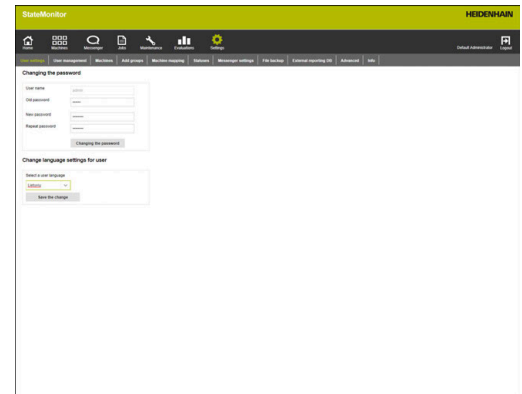 StateMonitor
HEIDENHAIN
Home
Machines
Messenger
Jobs
Maintenance
Evaluations
Settings
Default Administrator
Logout
User settings
User management
Machines
Add groups
Machine mapping
Statuses
Messenger settings
File backup
External reporting DB
Advanced
Info
Changing the password
User name
admin
Old password
New password
Repeat password
Changing the password
Change language settings for user
Select a user language
Save the change